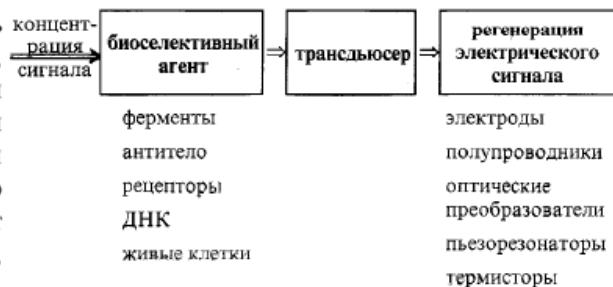 концент-
рация
сигнала
биоселективный
агент
⇒ трансдьюсер ⇒
регенерация
электрического
сигнала
ферменты
антитело
рецепторы
ДНК
живые клетки
электроды
полупроводники
оптические
преобразователи
пьезорезонаторы
термисторы